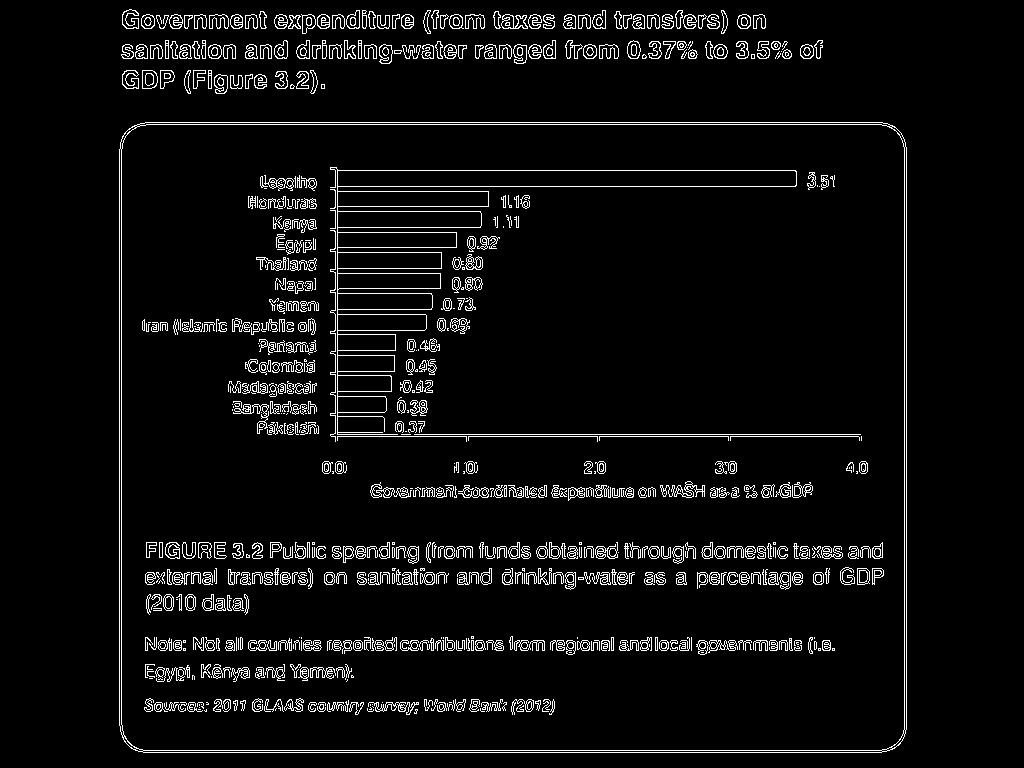 Government expenditure (from taxes and transfers) on
sanitation and drinking-water ranged from 0.37% to 3.5% of
GDP (Figure 3.2).
Lesotho 3.51
Honduras 1.16
Kenya 1.11
Egypt 0.92
Thailand 0.80
Nepal 0.80
Yemen 0.73
Iran (Islamic Republic of) 0.69
Panama 0.46
Colombia 0.45
Madagascar 0.42
Bangladesh 0.38
Pakistan 0.37
0.0 1.0 2.0 3.0 4.0
Government-coordinated expenditure on WASH as a % of GDP
FIGURE 3.2 Public spending (from funds obtained through domestic taxes and
external transfers) on sanitation and drinking-water as a percentage of GDP
(2010 data)
Note: Not all countries reported contributions from regional and local governments (i.e.
Egypt, Kenya and Yemen).
Sources: 2011 GLAAS country survey; World Bank (2012)